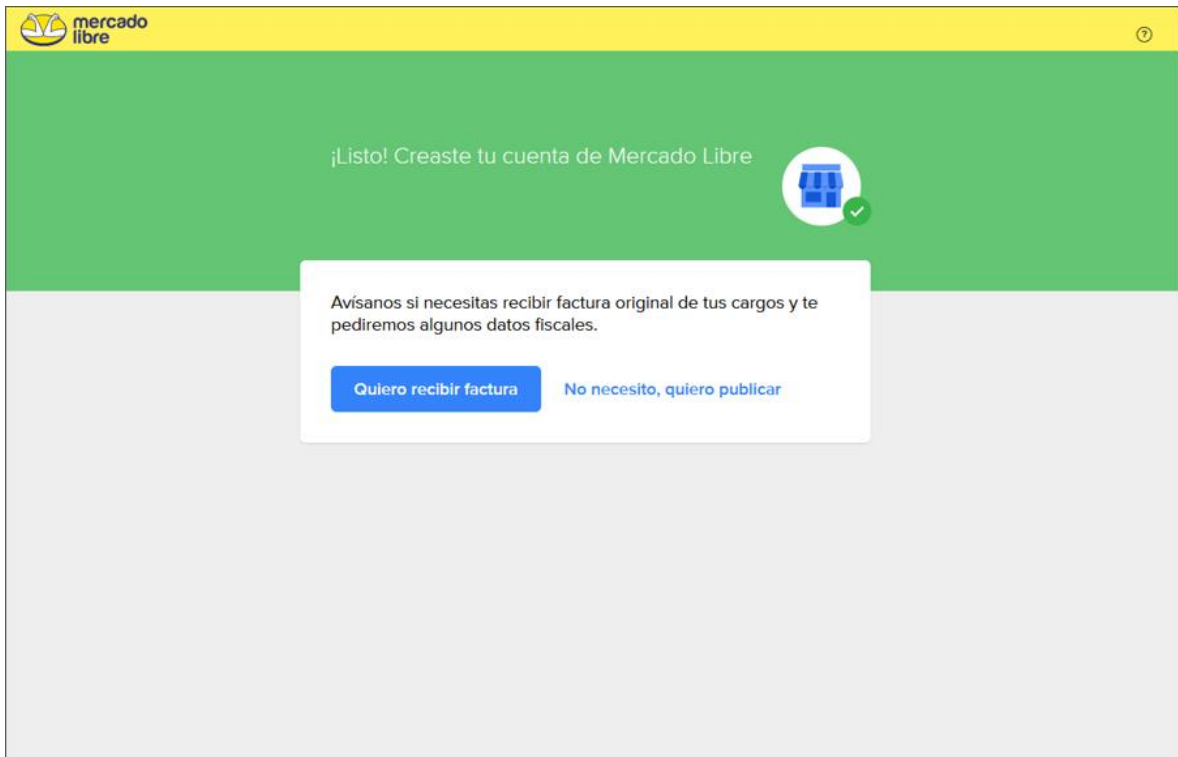 mercado
libre
¡Listo! Creaste tu cuenta de Mercado Libre
Avísanos si necesitas recibir factura original de tus cargos y te
pediremos algunos datos fiscales.
Quiero recibir factura
No necesito, quiero publicar